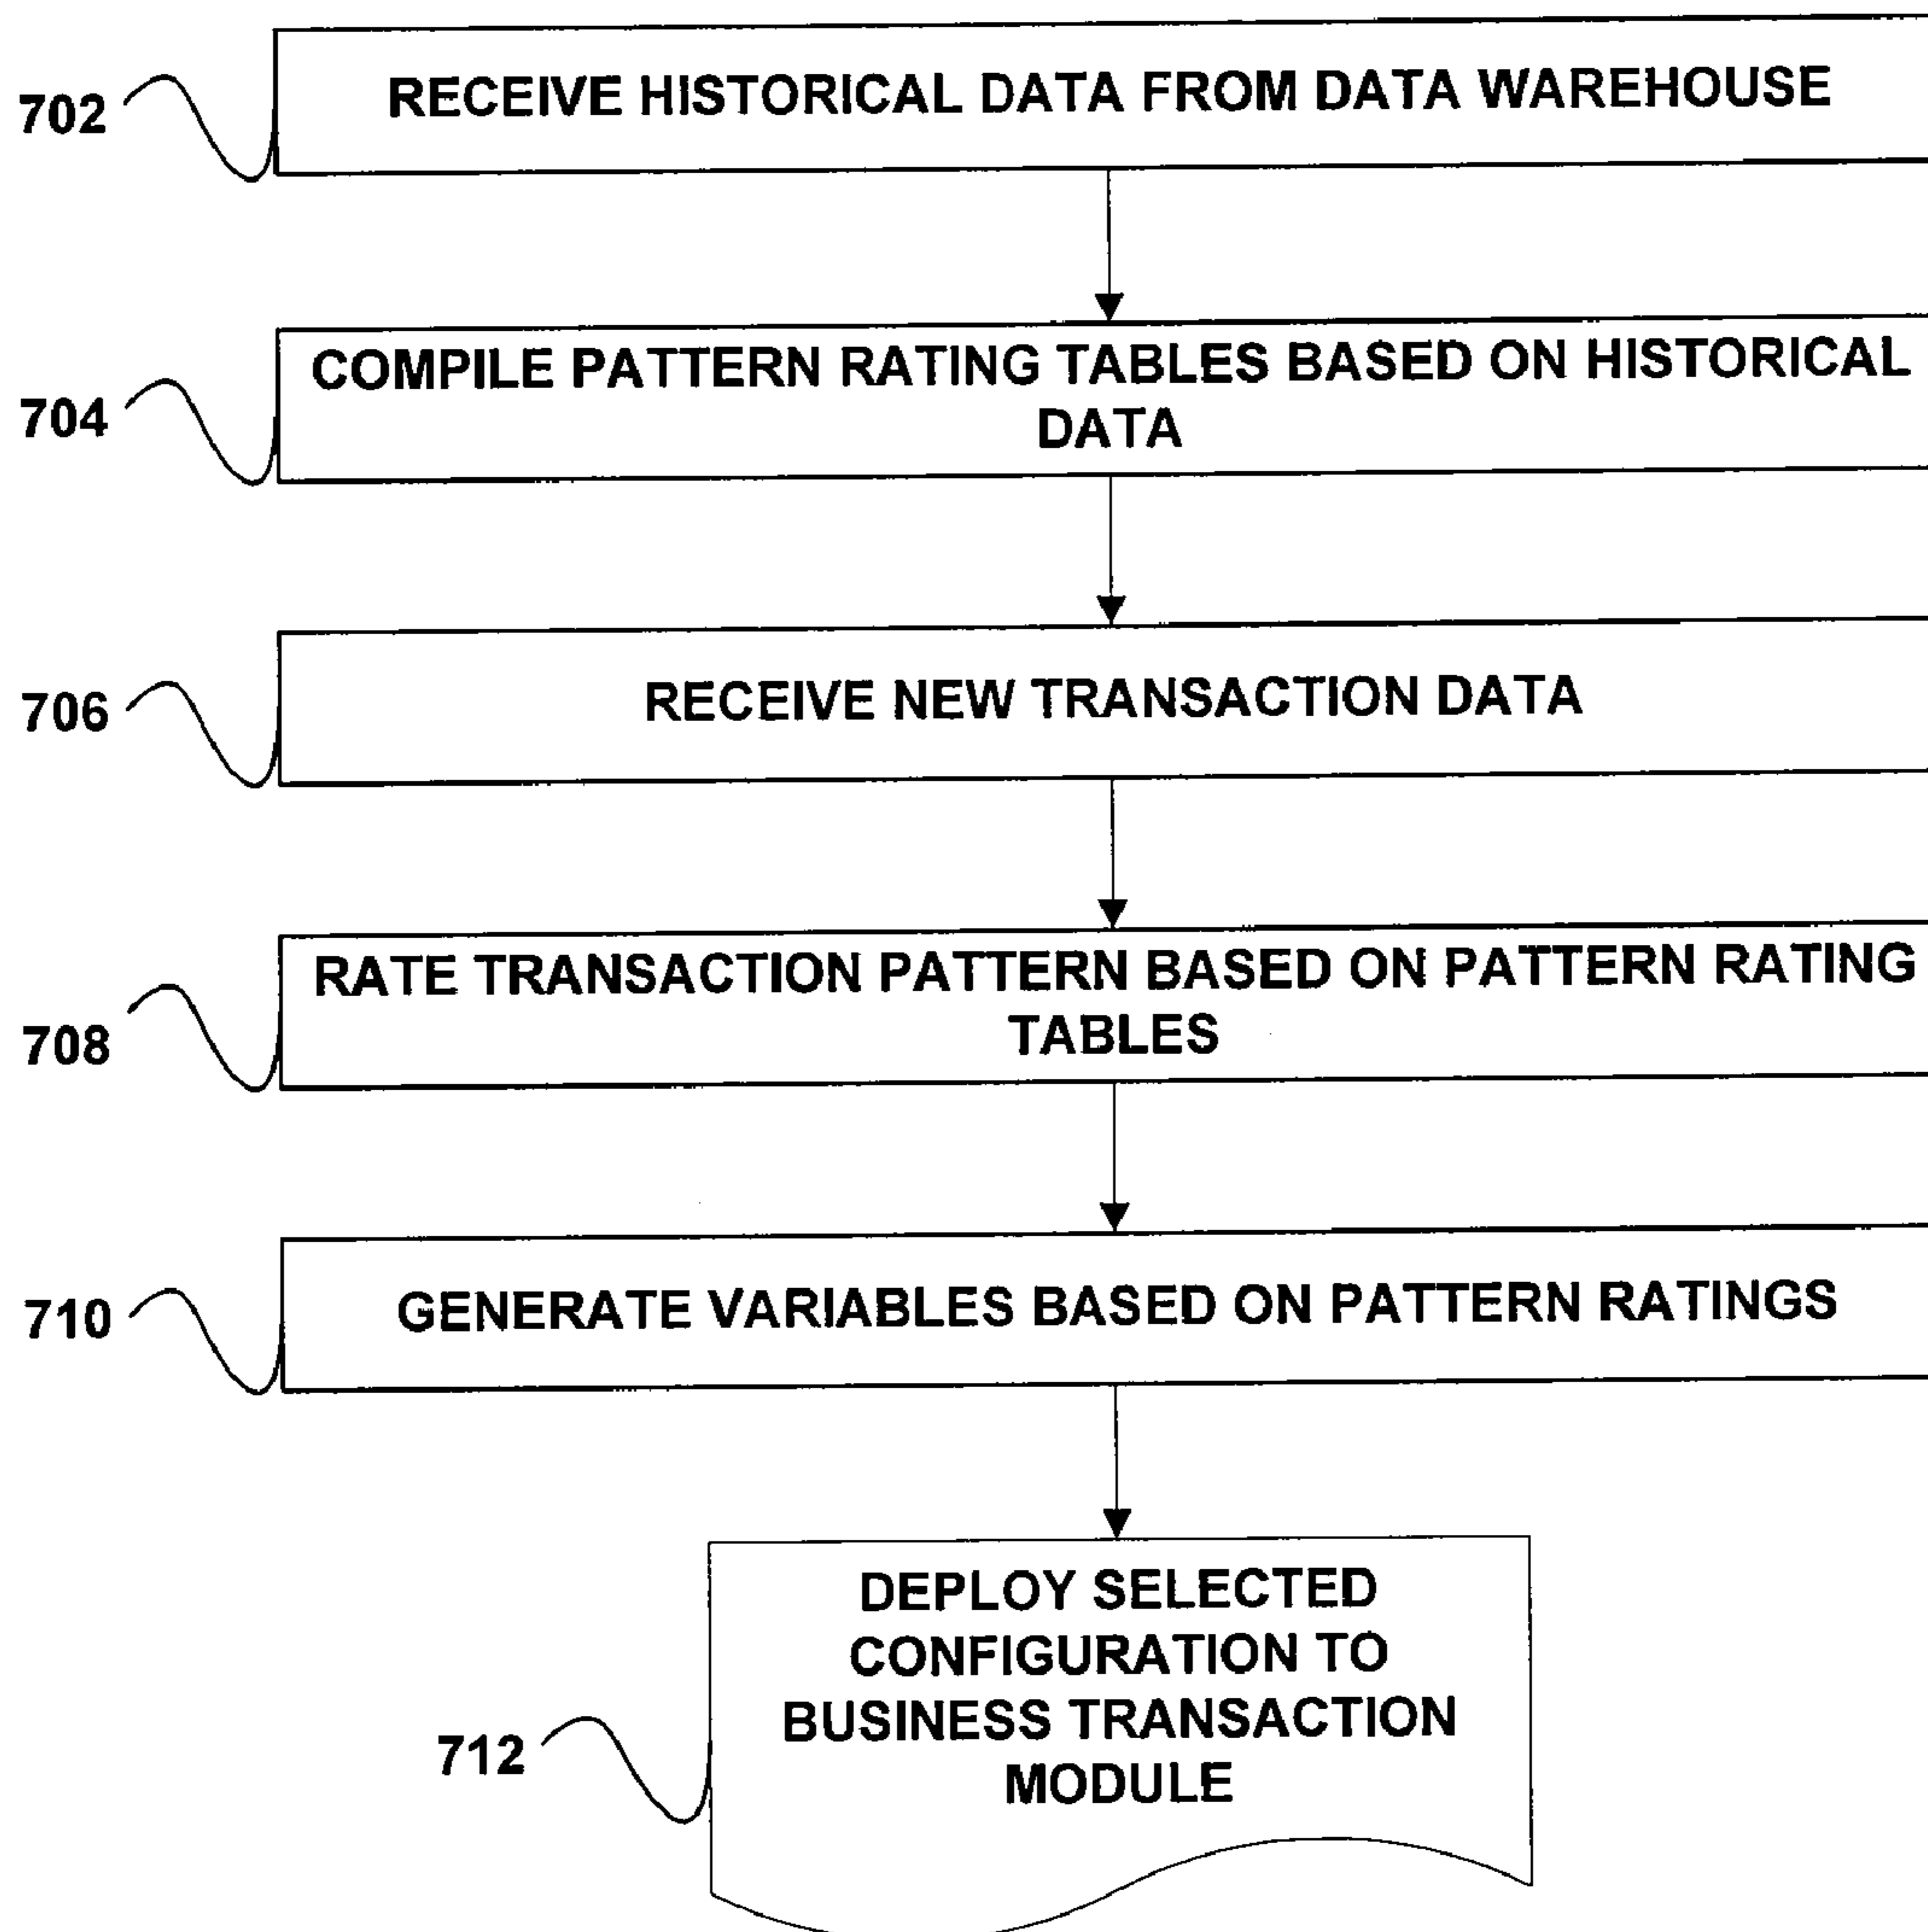 702
RECEIVE HISTORICAL DATA FROM DATA WAREHOUSE
704
COMPILE PATTERN RATING TABLES BASED ON HISTORICAL
DATA
706
RECEIVE NEW TRANSACTION DATA
708
RATE TRANSACTION PATTERN BASED ON PATTERN RATING
TABLES
710
GENERATE VARIABLES BASED ON PATTERN RATINGS
712
DEPLOY SELECTED
CONFIGURATION TO
BUSINESS TRANSACTION
MODULE